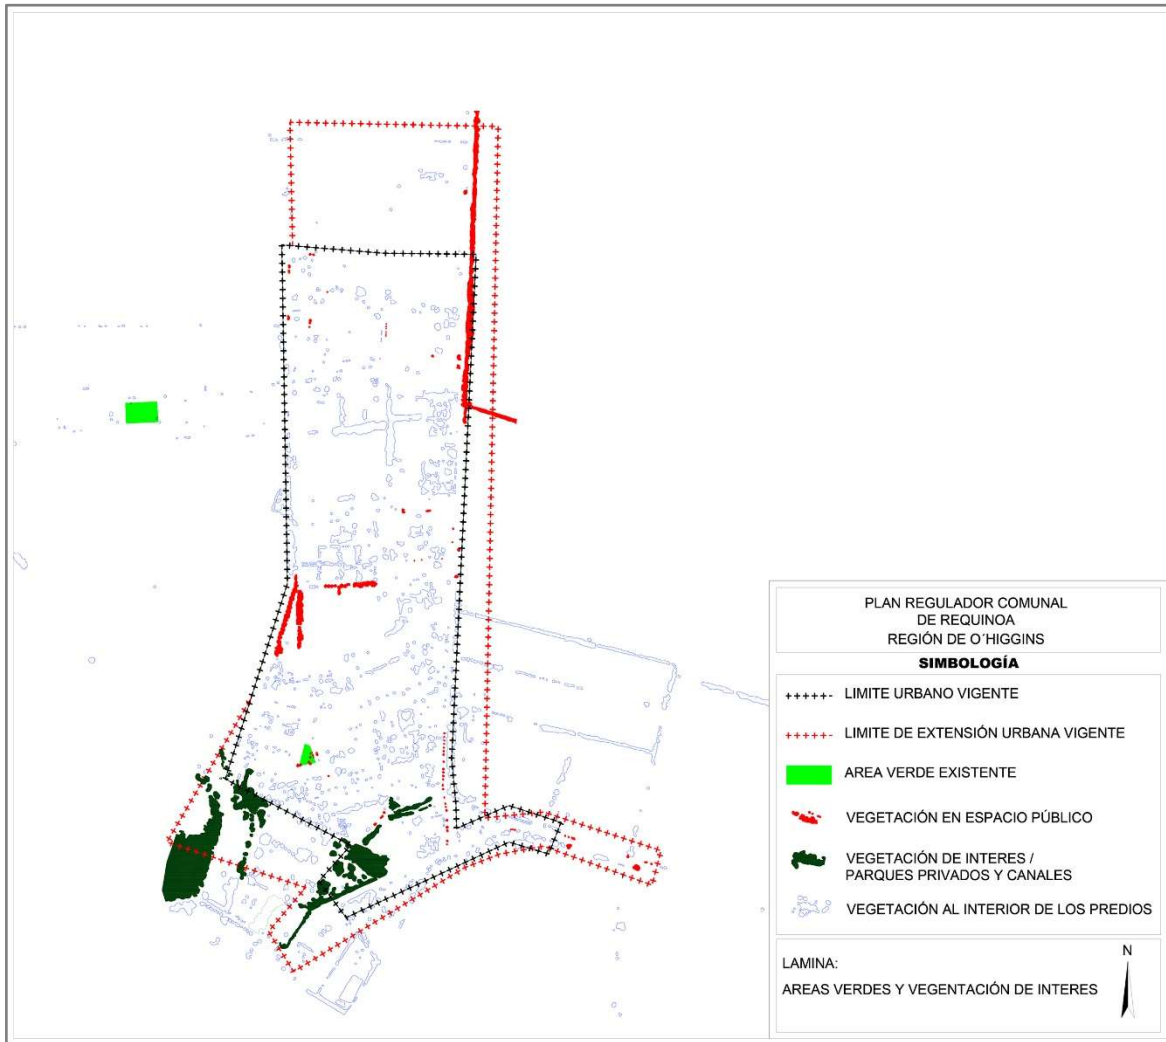 PLAN REGULADOR COMUNAL
DE REQUINOA
REGIÓN DE O´HIGGINS
SIMBOLOGÍA
LIMITE URBANO VIGENTE
LIMITE DE EXTENSIÓN URBANA VIGENTE
AREA VERDE EXISTENTE
VEGETACIÓN EN ESPACIO PÚBLICO
VEGETACIÓN DE INTERES /
PARQUES PRIVADOS Y CANALES
VEGETACIÓN AL INTERIOR DE LOS PREDIOS
LAMINA:
AREAS VERDES Y VEGENTACIÓN DE INTERES
N